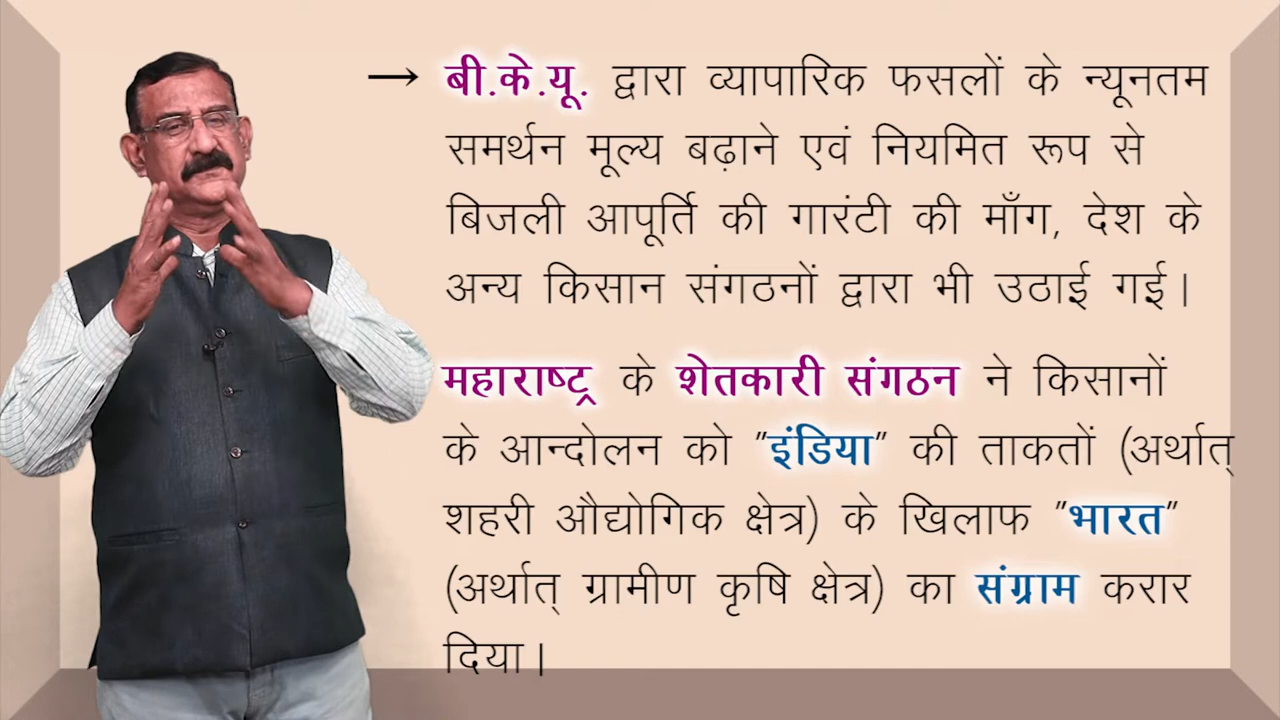 → बी.के.यू. द्वारा व्यापारिक फसलों के न्यूनतम
समर्थन मूल्य बढ़ाने एवं नियमित रूप से
बिजली आपूर्ति की गारंटी की माँग, देश के
अन्य किसान संगठनों द्वारा भी उठाई गई।
महाराष्ट्र के शेतकारी संगठन ने किसानों
के आन्दोलन को "इंडिया" की ताकतों (अर्थात्
शहरी औद्योगिक क्षेत्र) के खिलाफ "भारत"
(अर्थात् ग्रामीण कृषि क्षेत्र) का संग्राम करार
दिया।